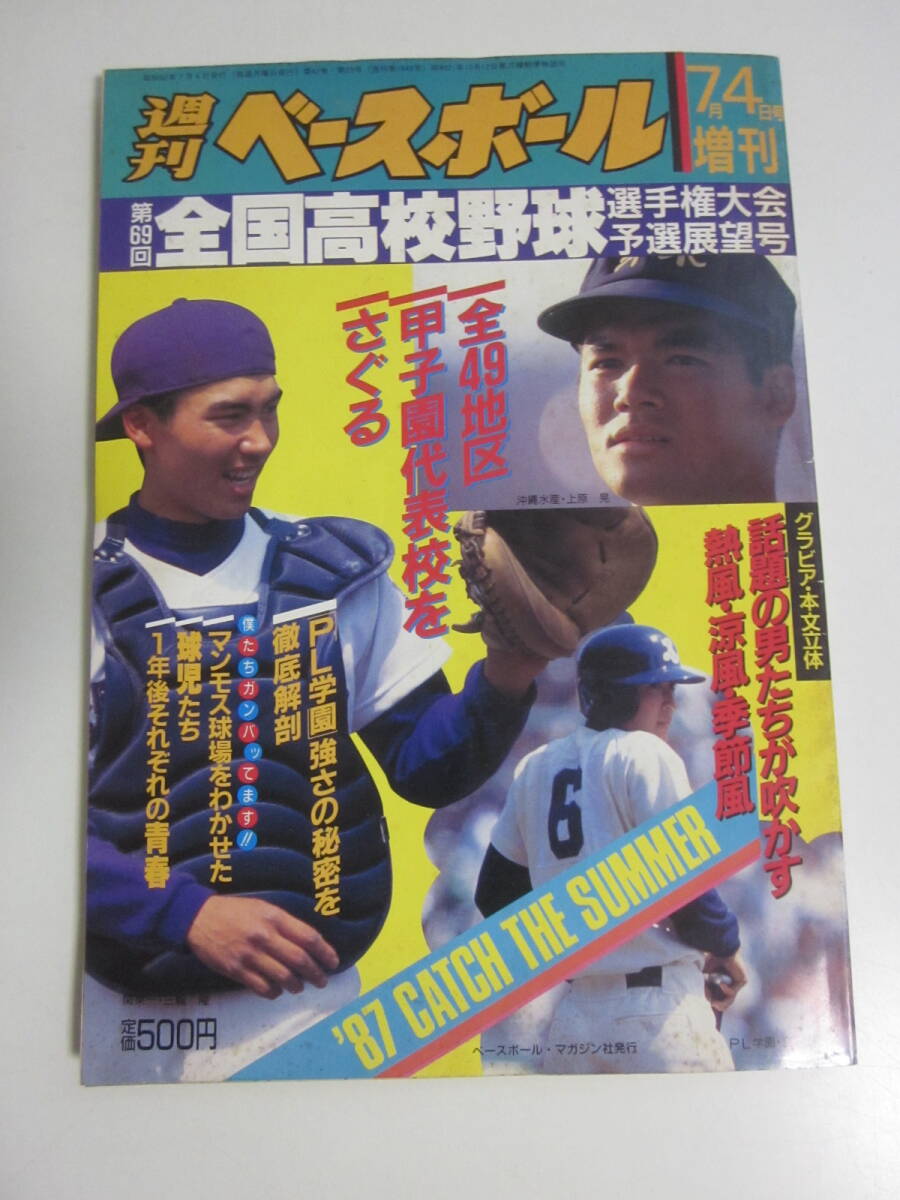 週刊
ベースボール
7月4日号
増刊
第69回
全国高校野球
選手権大会
予選展望号
全49地区
甲子園代表校を
さぐる
沖縄水産・上原 晃
グラビア・本文立体
話題の男たちが吹かす
熱風・涼風・季節風
「PL学園」強さの秘密を
徹底解剖
僕たちガンバッてます!!
マンモス球場をわかせた
球児たち
1年後それぞれの青春
6
'87 CATCH THE SUMMER
定価500円
ベースボール・マガジン社発行
PL学園・